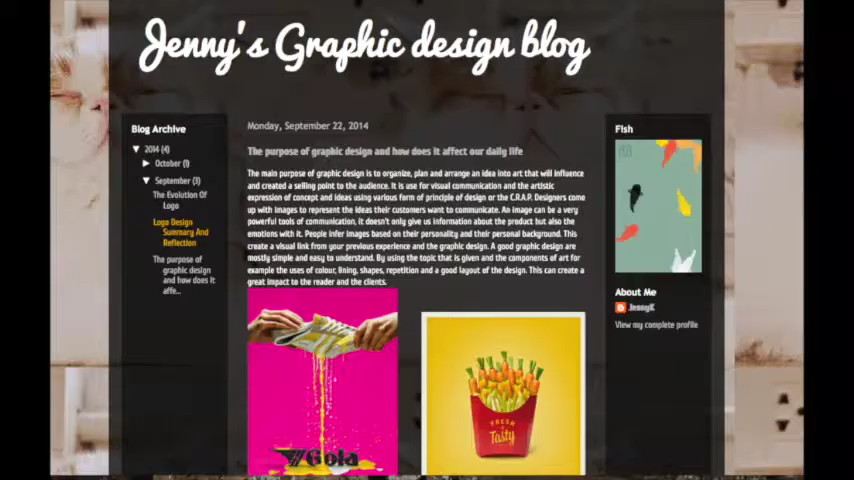 Jenny's Graphic design blog
Blog Archive
▼ 2014 (4)
► October (1)
▼ September (3)
The Evolution Of
Logo
Logo Design
Summary And
Reflection
The purpose of
graphic design
and how does it
affe...
Monday, September 22, 2014
The purpose of graphic design and how does it affect our daily life
The main purpose of graphic design is to organize, plan and arrange an idea into art that will influence
and created a selling point to the audience. It is use for visual communication and the artistic
expression of concept and ideas using various form of principle of design or the C.R.A.P. Designers come
up with images to represent the ideas their customers want to communicate. An image can be a very
powerful tools of communication, it doesn't only give us information about the product but also the
emotions with it. People infer images based on their personality and their personal background. This
create a visual link from your previous experience and the graphic design. A good graphic design are
mostly simple and easy to understand. By using the topic that is given and the components of art for
example the uses of colour, lining, shapes, repetition and a good layout of the design. This can create a
great impact to the reader and the clients.
Gola
FRESH
Tasty
Fish
About Me
JennyK
View my complete profile